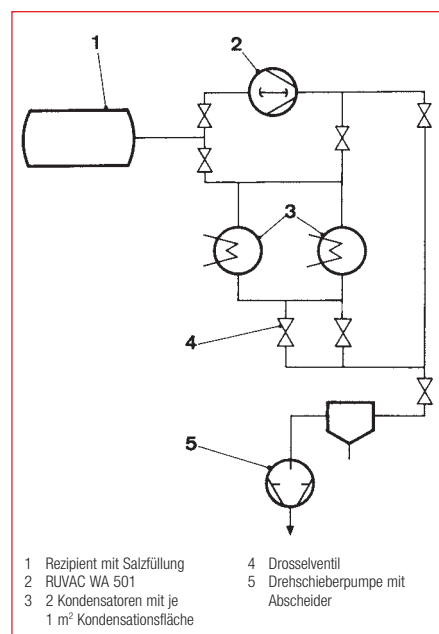 1
2
3
4
5
1 Rezipient mit Salzfüllung
2 RUVAC WA 501
3 2 Kondensatoren mit je
1 m² Kondensationsfläche
4 Drosselventil
5 Drehschieberpumpe mit
Abscheider